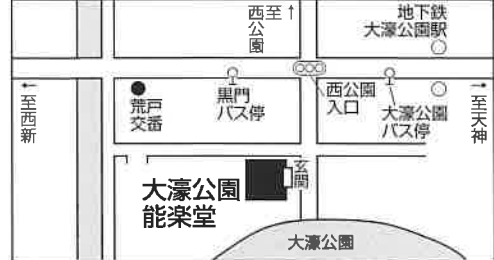 至↑
西公園
地下鉄
大濠公園駅
←至西新
荒戸
交番
黒門
バス停
西公園
入口
大濠公園
バス停
→至天神
大濠公園
能楽堂
玄関
大濠公園